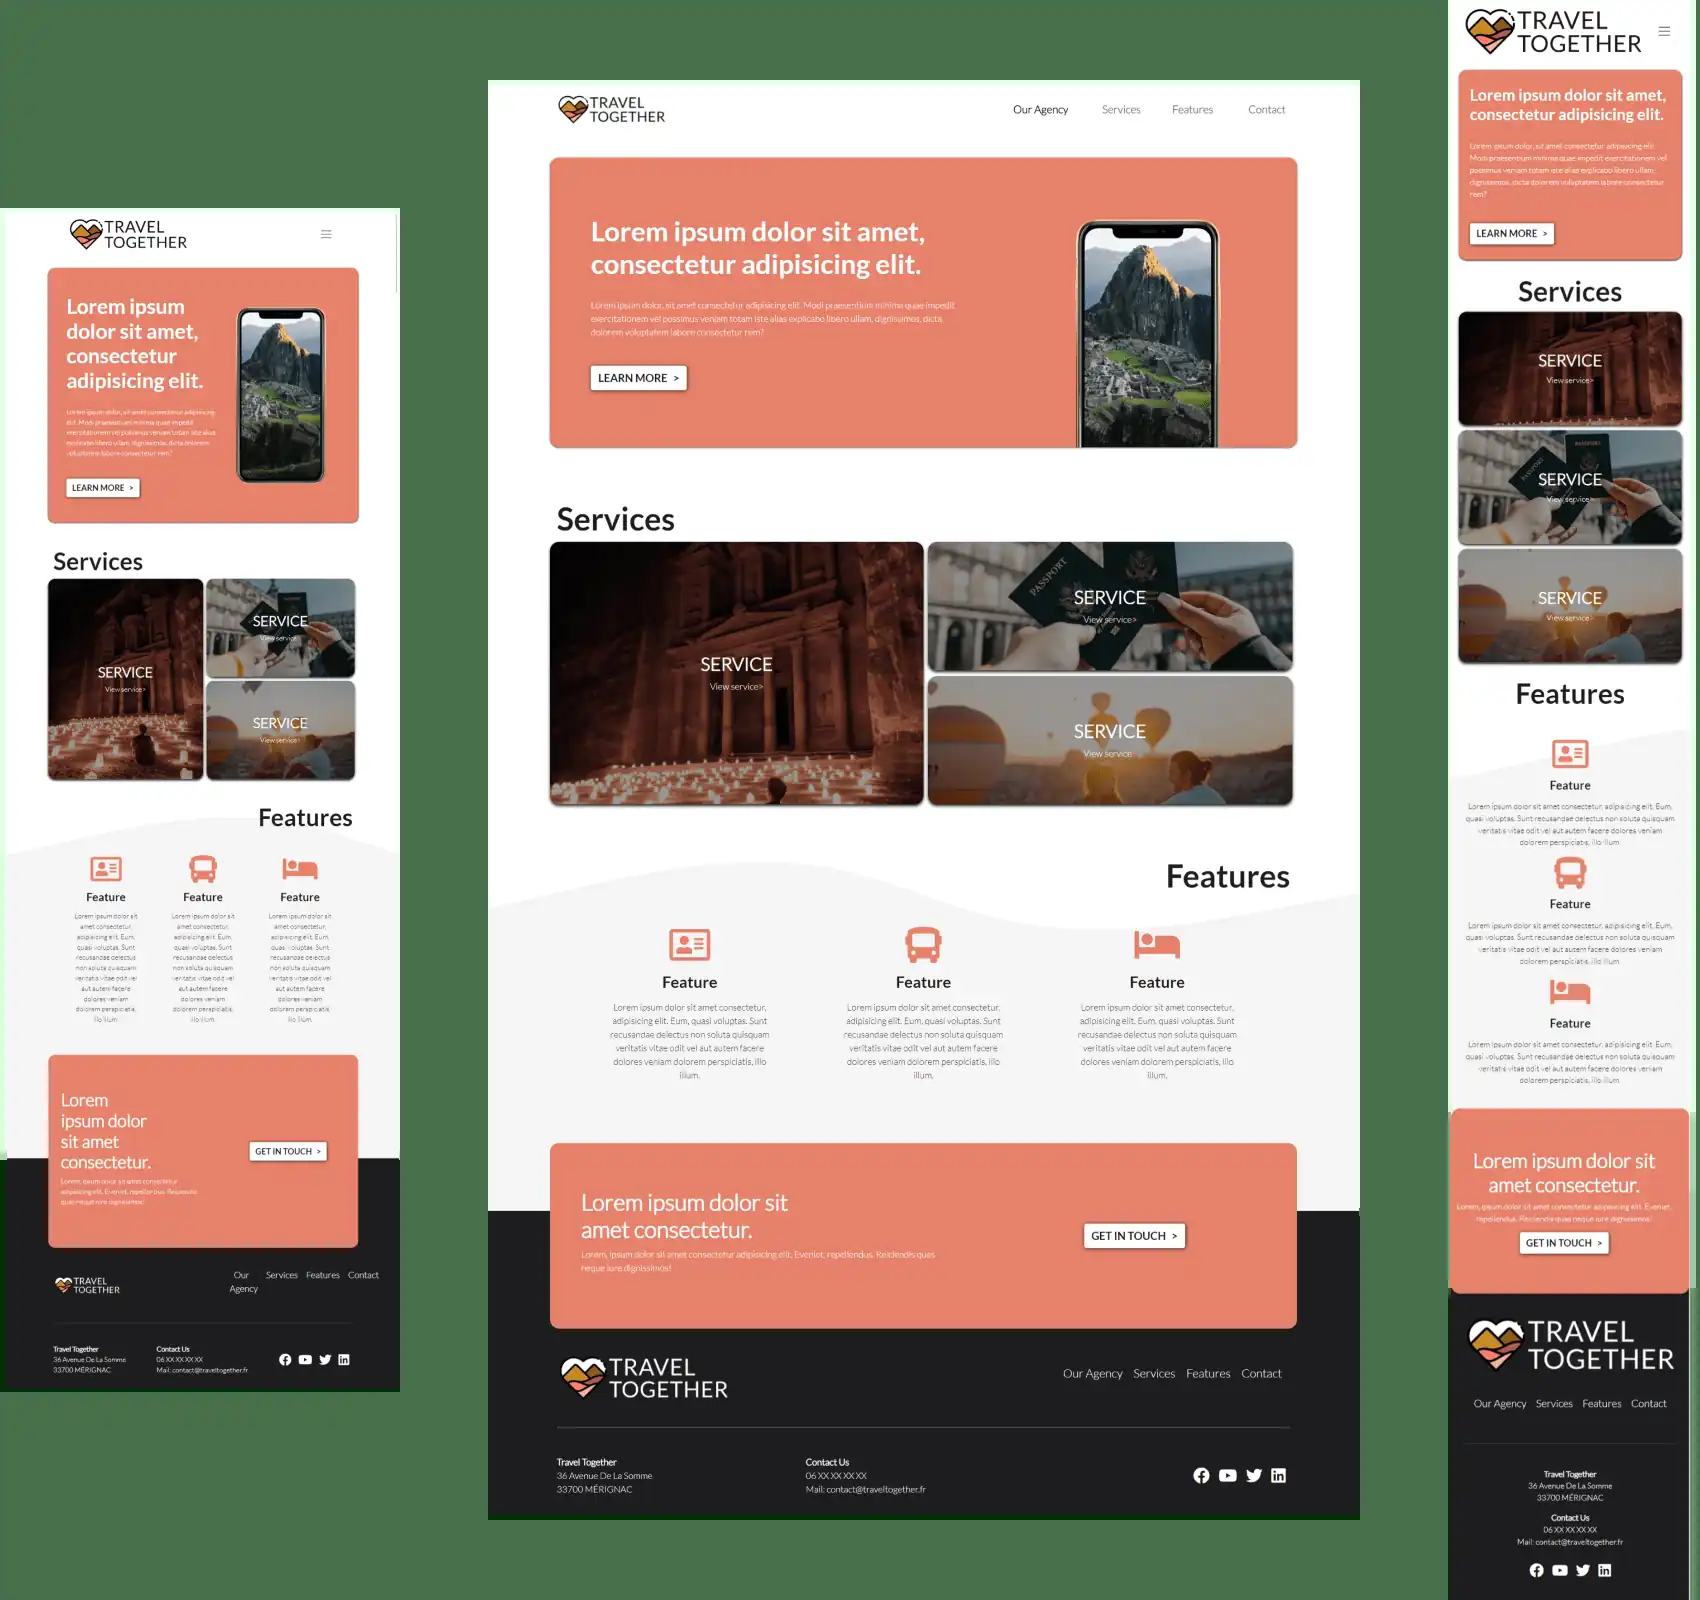 TRAVEL
TOGETHER
Lorem ipsum
dolor sit amet,
consectetur
adipisicing elit.
Lorem ipsum dolor, sit amet consectetur adipisicing
elit. Modi praesentium minima quae impedit
exercitationem vel possimus veniam totam iste alias
explicabo libero ullam, dignissimos, dicta dolorem
voluptatem labore consectetur rem?
LEARN MORE >
Services
SERVICE
View service>
SERVICE
View service>
SERVICE
View service>
Features
Feature
Lorem ipsum dolor sit
amet consectetur,
adipisicing elit. Eum,
quasi voluptas. Sunt
recusandae delectus
non soluta quisquam
veritatis vitae odit vel
aut autem facere
dolores veniam
dolorem perspiciatis,
illo illum.
Feature
Lorem ipsum dolor sit
amet consectetur,
adipisicing elit. Eum,
quasi voluptas. Sunt
recusandae delectus
non soluta quisquam
veritatis vitae odit vel
aut autem facere
dolores veniam
dolorem perspiciatis,
illo illum.
Feature
Lorem ipsum dolor sit
amet consectetur,
adipisicing elit. Eum,
quasi voluptas. Sunt
recusandae delectus
non soluta quisquam
veritatis vitae odit vel
aut autem facere
dolores veniam
dolorem perspiciatis,
illo illum.
Lorem
ipsum dolor
sit amet
consectetur.
Lorem, ipsum dolor sit amet consectetur
adipisicing elit. Eveniet, repellendus. Reiciendis
quas neque iure dignissimos!
GET IN TOUCH >
TRAVEL
TOGETHER
Our
Agency
Services
Features
Contact
Travel Together
36 Avenue De La Somme
33700 MÉRIGNAC
Contact Us
06 XX XX XX XX
Mail: contact@traveltogether.fr
TRAVEL
TOGETHER
Our Agency
Services
Features
Contact
Lorem ipsum dolor sit amet,
consectetur adipisicing elit.
Lorem ipsum dolor, sit amet consectetur adipisicing elit. Modi praesentium minima quae impedit
exercitationem vel possimus veniam totam iste alias explicabo libero ullam, dignissimos, dicta
dolorem voluptatem labore consectetur rem?
LEARN MORE >
Services
SERVICE
View service>
PASSPORT
SERVICE
View service>
SERVICE
View service>
Features
Feature
Lorem ipsum dolor sit amet consectetur,
adipisicing elit. Eum, quasi voluptas. Sunt
recusandae delectus non soluta quisquam
veritatis vitae odit vel aut autem facere
dolores veniam dolorem perspiciatis, illo
illum.
Feature
Lorem ipsum dolor sit amet consectetur,
adipisicing elit. Eum, quasi voluptas. Sunt
recusandae delectus non soluta quisquam
veritatis vitae odit vel aut autem facere
dolores veniam dolorem perspiciatis, illo
illum.
Feature
Lorem ipsum dolor sit amet consectetur,
adipisicing elit. Eum, quasi voluptas. Sunt
recusandae delectus non soluta quisquam
veritatis vitae odit vel aut autem facere
dolores veniam dolorem perspiciatis, illo
illum.
Lorem ipsum dolor sit
amet consectetur.
Lorem, ipsum dolor sit amet consectetur adipisicing elit. Eveniet, repellendus. Reiciendis quas
neque iure dignissimos!
GET IN TOUCH >
TRAVEL
TOGETHER
Our Agency
Services
Features
Contact
Travel Together
36 Avenue De La Somme
33700 MÉRIGNAC
Contact Us
06 XX XX XX XX
Mail: contact@traveltogether.fr
TRAVEL
TOGETHER
Lorem ipsum dolor sit amet,
consectetur adipisicing elit.
Lorem ipsum dolor, sit amet consectetur adipisicing elit.
Modi praesentium minima quae impedit exercitationem vel
possimus veniam totam iste alias explicabo libero ullam,
dignissimos, dicta dolorem voluptatem labore consectetur
rem?
LEARN MORE >
Services
SERVICE
View service>
PASSPORT
PASSPORT
SERVICE
View service>
SERVICE
View service>
Features
Feature
Lorem ipsum dolor sit amet consectetur, adipisicing elit. Eum,
quasi voluptas. Sunt recusandae delectus non soluta quisquam
veritatis vitae odit vel aut autem facere dolores veniam
dolorem perspiciatis, illo illum.
Feature
Lorem ipsum dolor sit amet consectetur, adipisicing elit. Eum,
quasi voluptas. Sunt recusandae delectus non soluta quisquam
veritatis vitae odit vel aut autem facere dolores veniam
dolorem perspiciatis, illo illum.
Feature
Lorem ipsum dolor sit amet consectetur, adipisicing elit. Eum,
quasi voluptas. Sunt recusandae delectus non soluta quisquam
veritatis vitae odit vel aut autem facere dolores veniam
dolorem perspiciatis, illo illum.
Lorem ipsum dolor sit
amet consectetur.
Lorem, ipsum dolor sit amet consectetur adipisicing elit. Eveniet,
repellendus. Reiciendis quas neque iure dignissimos!
GET IN TOUCH >
TRAVEL
TOGETHER
Our Agency
Services
Features
Contact
Travel Together
36 Avenue De La Somme
33700 MÉRIGNAC
Contact Us
06 XX XX XX XX
Mail: contact@traveltogether.fr